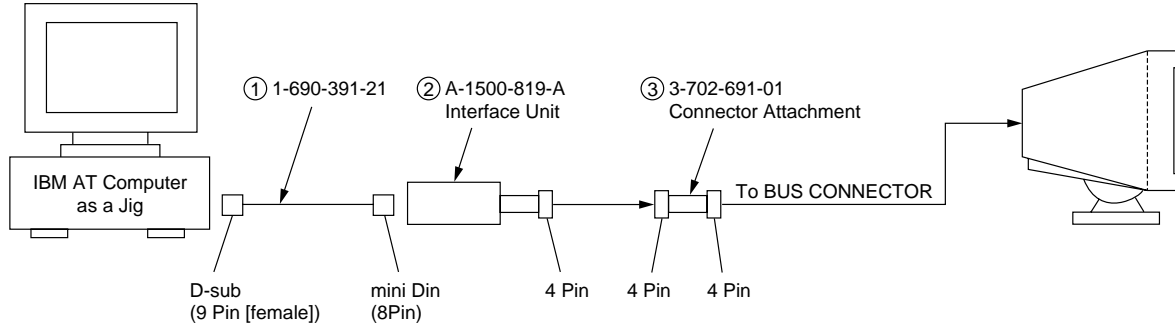 ① 1-690-391-21
② A-1500-819-A
Interface Unit
③ 3-702-691-01
Connector Attachment
IBM AT Computer
as a Jig
To BUS CONNECTOR
D-sub
(9 Pin [female])
mini Din
(8Pin)
4 Pin
4 Pin
4 Pin